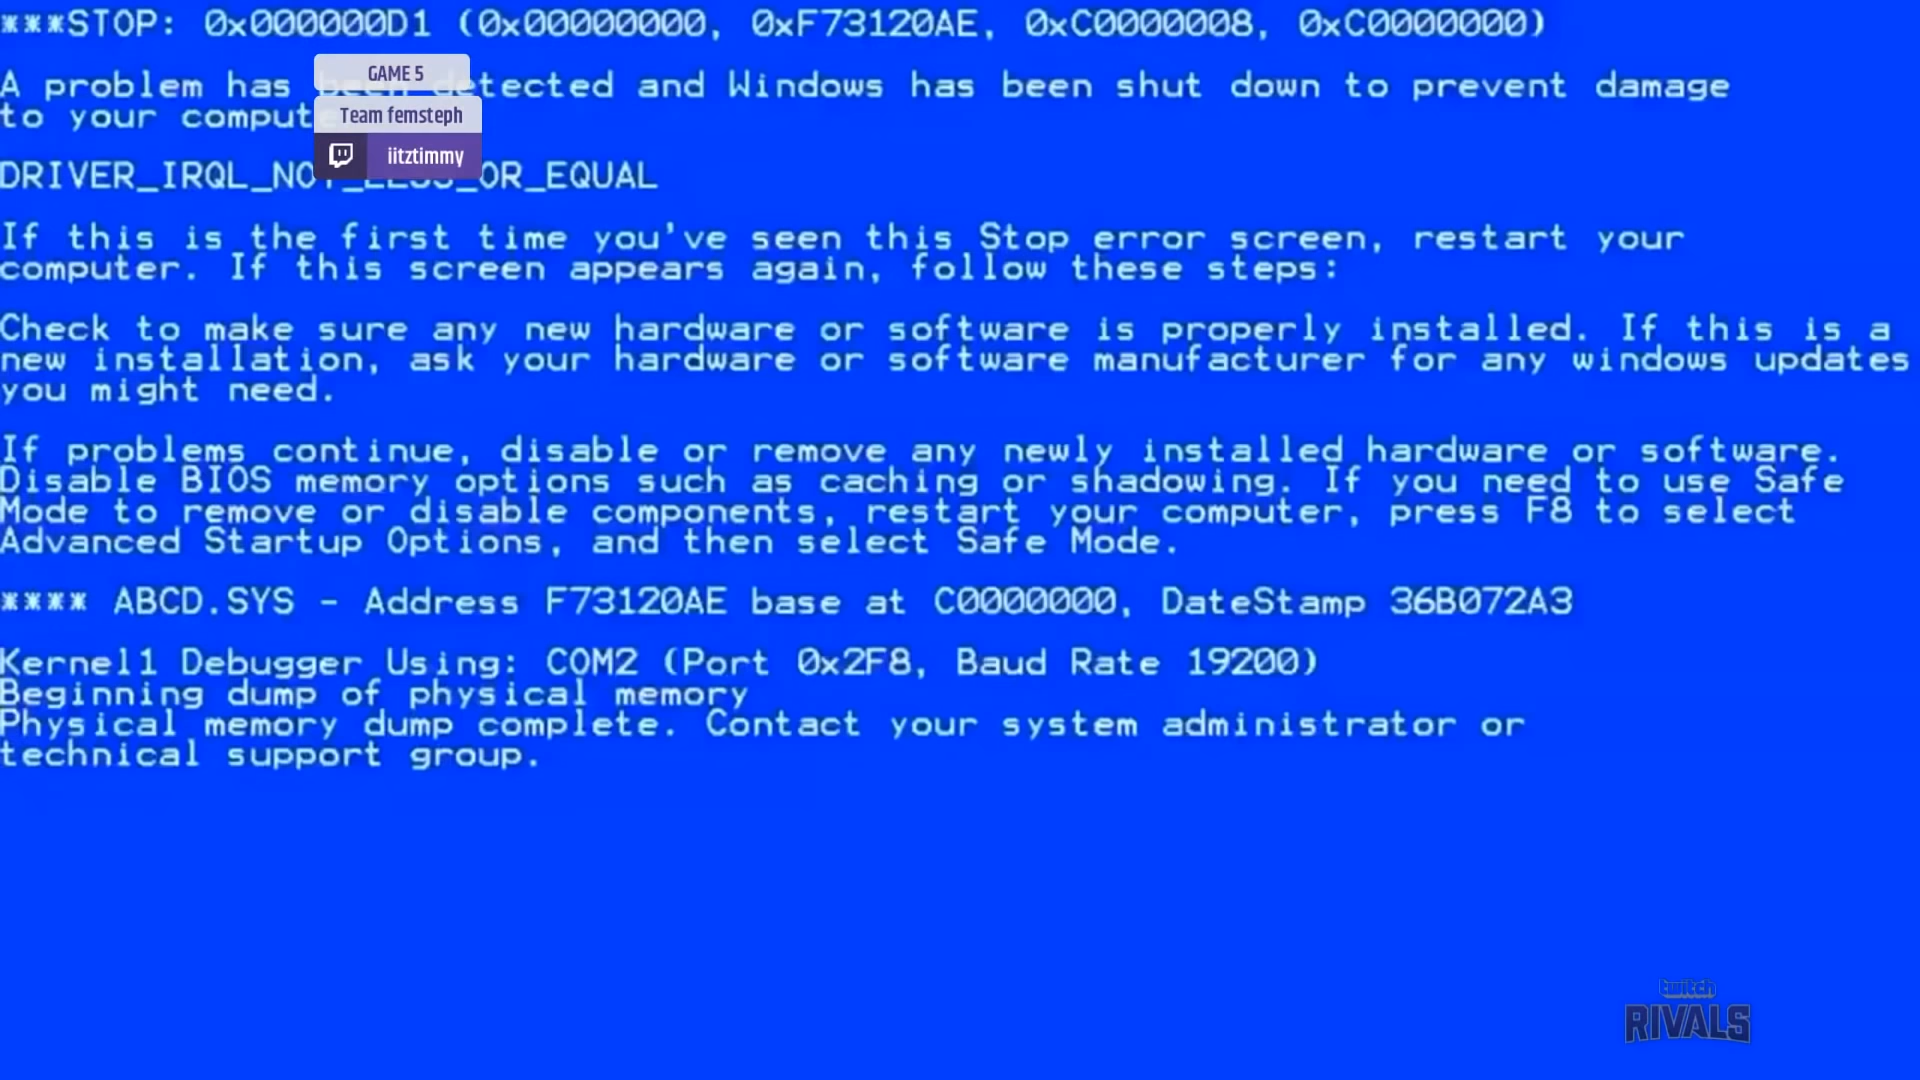 ***STOP: 0x000000D1 (0x00000000, 0xF73120AE, 0xC0000008, 0xC0000000)
GAME 5
A problem has been detected and Windows has been shut down to prevent damage
Team femsteph
to your comput
iitztimmy
DRIVER_IRQL_NOT_LESS_OR_EQUAL
If this is the first time you've seen this Stop error screen, restart your
computer. If this screen appears again, follow these steps:
Check to make sure any new hardware or software is properly installed. If this is a
new installation, ask your hardware or software manufacturer for any windows updates
you might need.
If problems continue, disable or remove any newly installed hardware or software.
Disable BIOS memory options such as caching or shadowing. If you need to use Safe
Mode to remove or disable components, restart your computer, press F8 to select
Advanced Startup Options, and then select Safe Mode.
**** ABCD.SYS - Address F73120AE base at C0000000, DateStamp 36B072A3
Kernel1 Debugger Using: COM2 (Port 0x2F8, Baud Rate 19200)
Beginning dump of physical memory
Physical memory dump complete. Contact your system administrator or
technical support group.
twitch
RIVALS